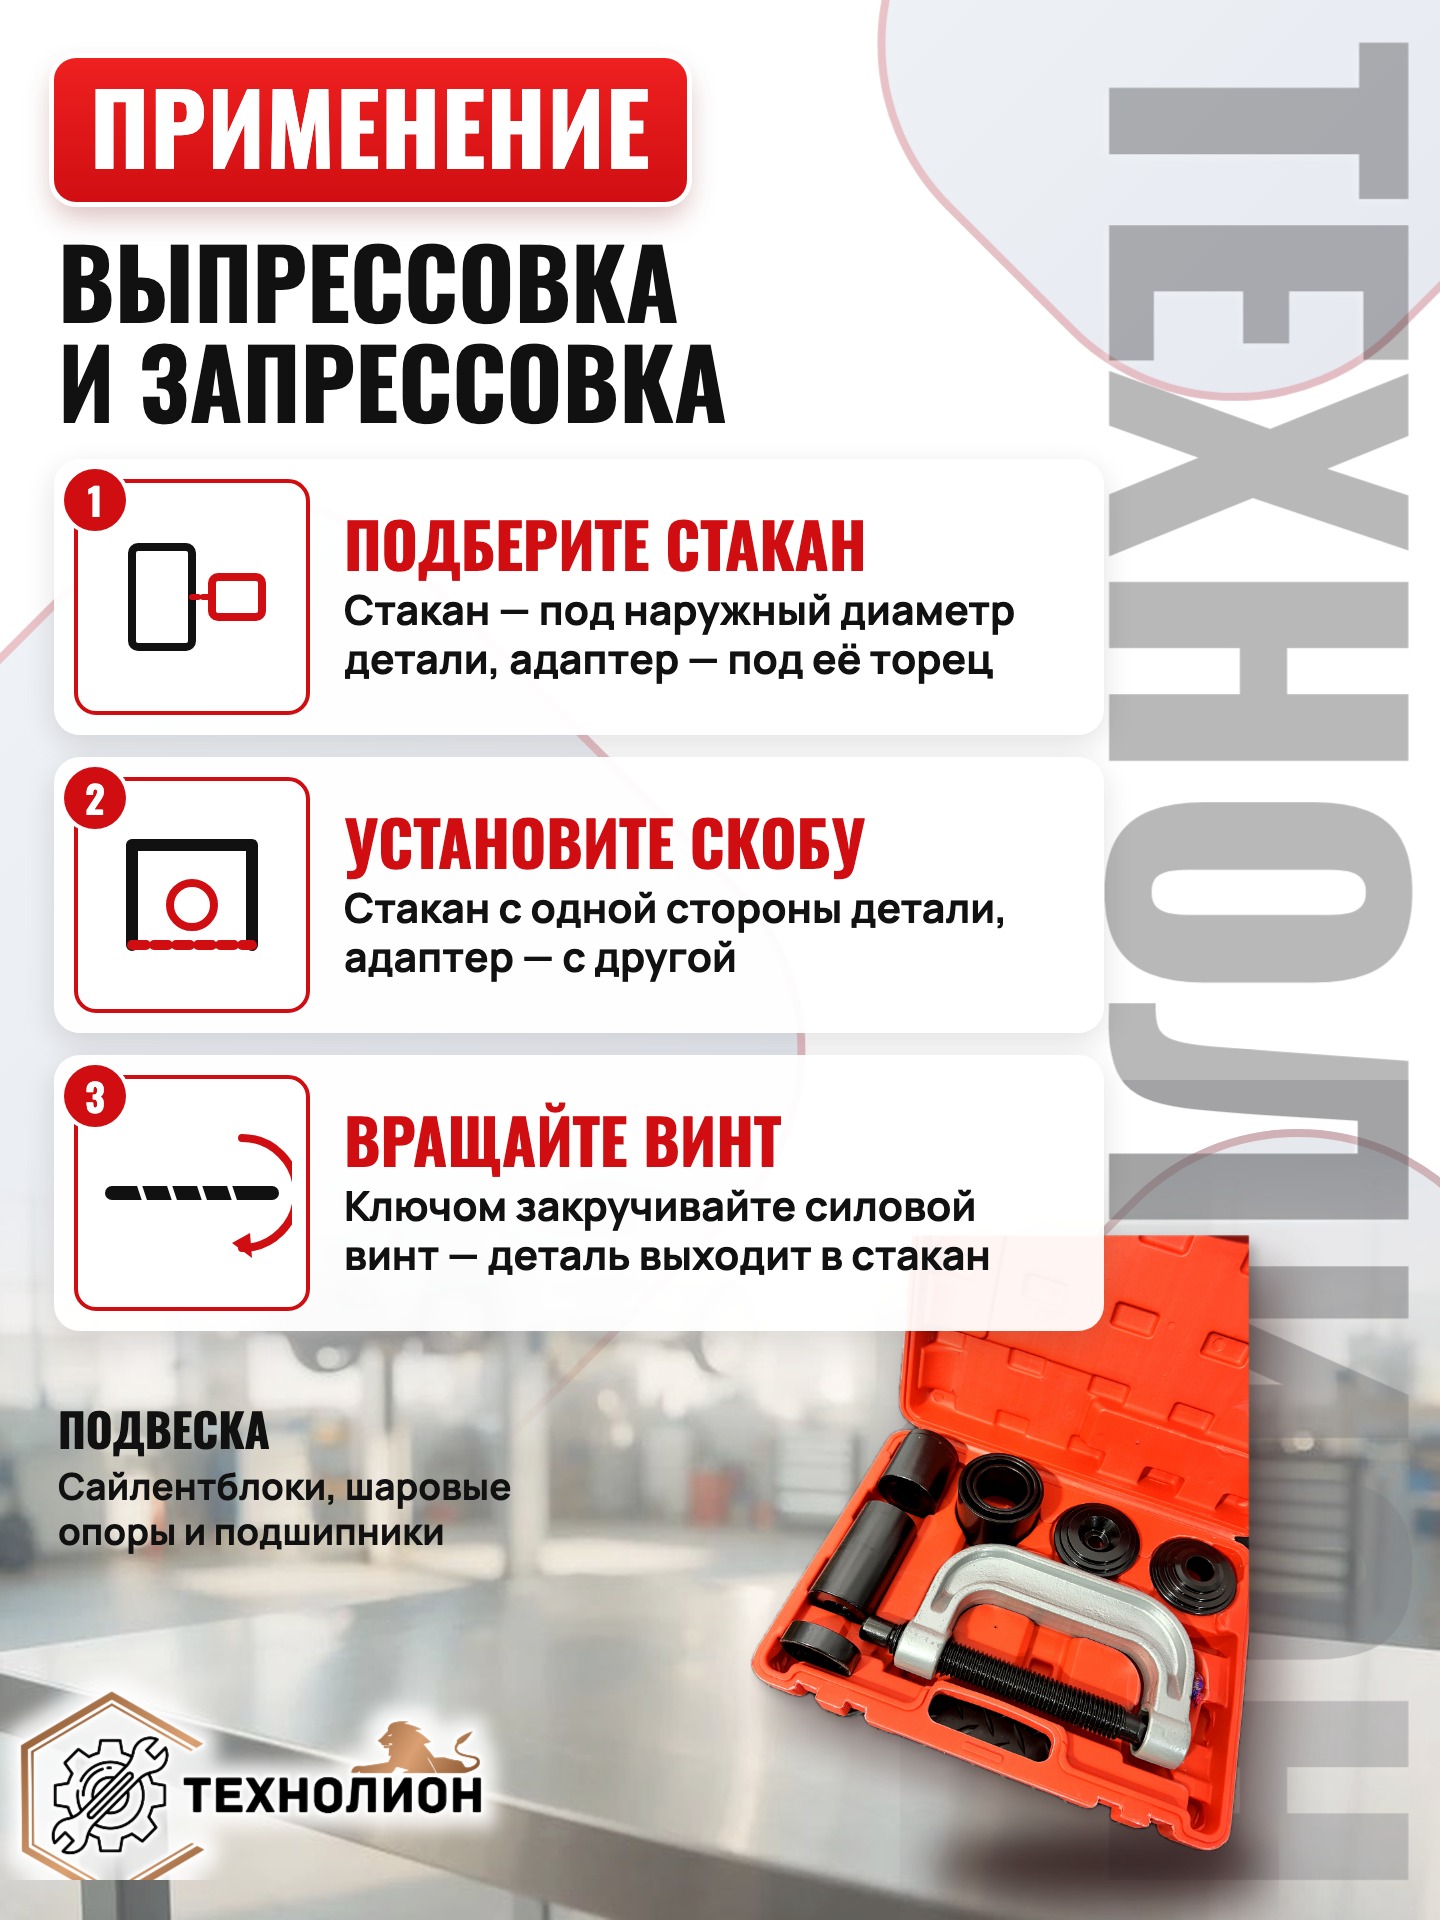 ПРИМЕНЕНИЕ
ВЫПРЕССОВКА
И ЗАПРЕССОВКА
1
ПОДБЕРИТЕ СТАКАН
Стакан — под наружный диаметр
детали, адаптер — под её торец
2
УСТАНОВИТЕ СКОБУ
Стакан с одной стороны детали,
адаптер — с другой
3
ВРАЩАЙТЕ ВИНТ
Ключом закручивайте силовой
винт — деталь выходит в стакан
ПОДВЕСКА
Сайлентблоки, шаровые
опоры и подшипники
ТЕХНОЛИОН
ТЕХНОЛИОН